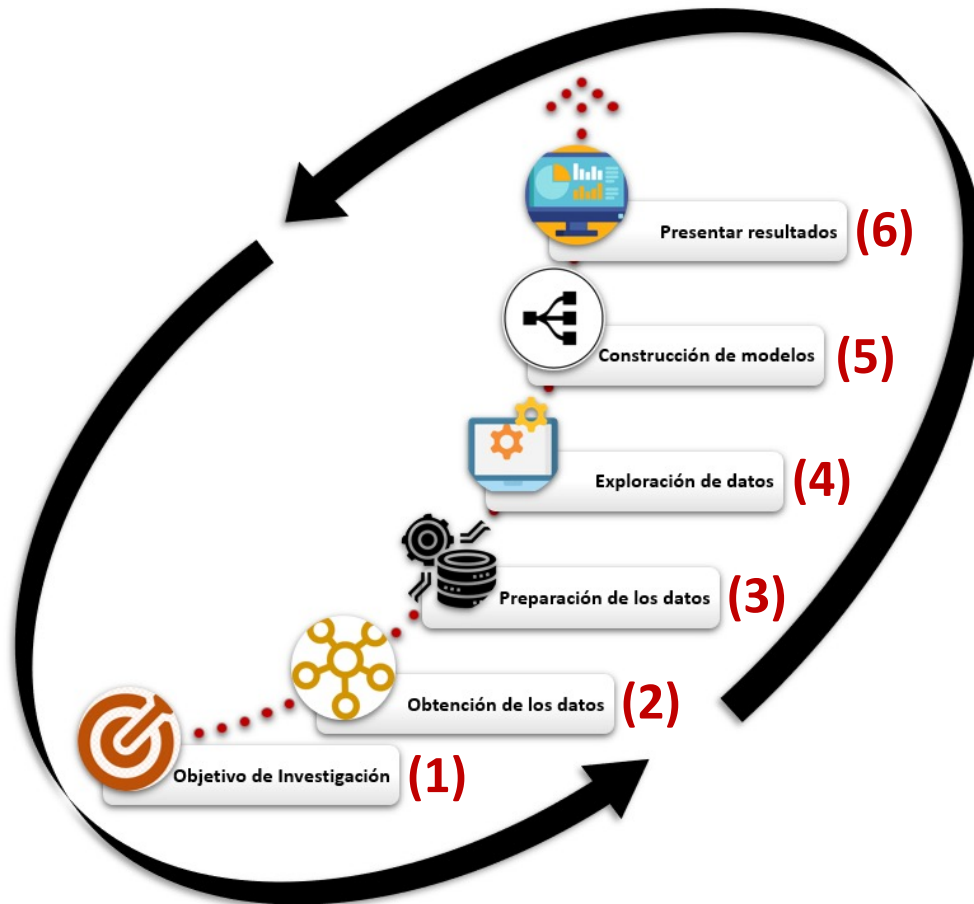 Presentar resultados (6)
Construcción de modelos (5)
Exploración de datos (4)
Preparación de los datos (3)
Obtención de los datos (2)
Objetivo de Investigación (1)